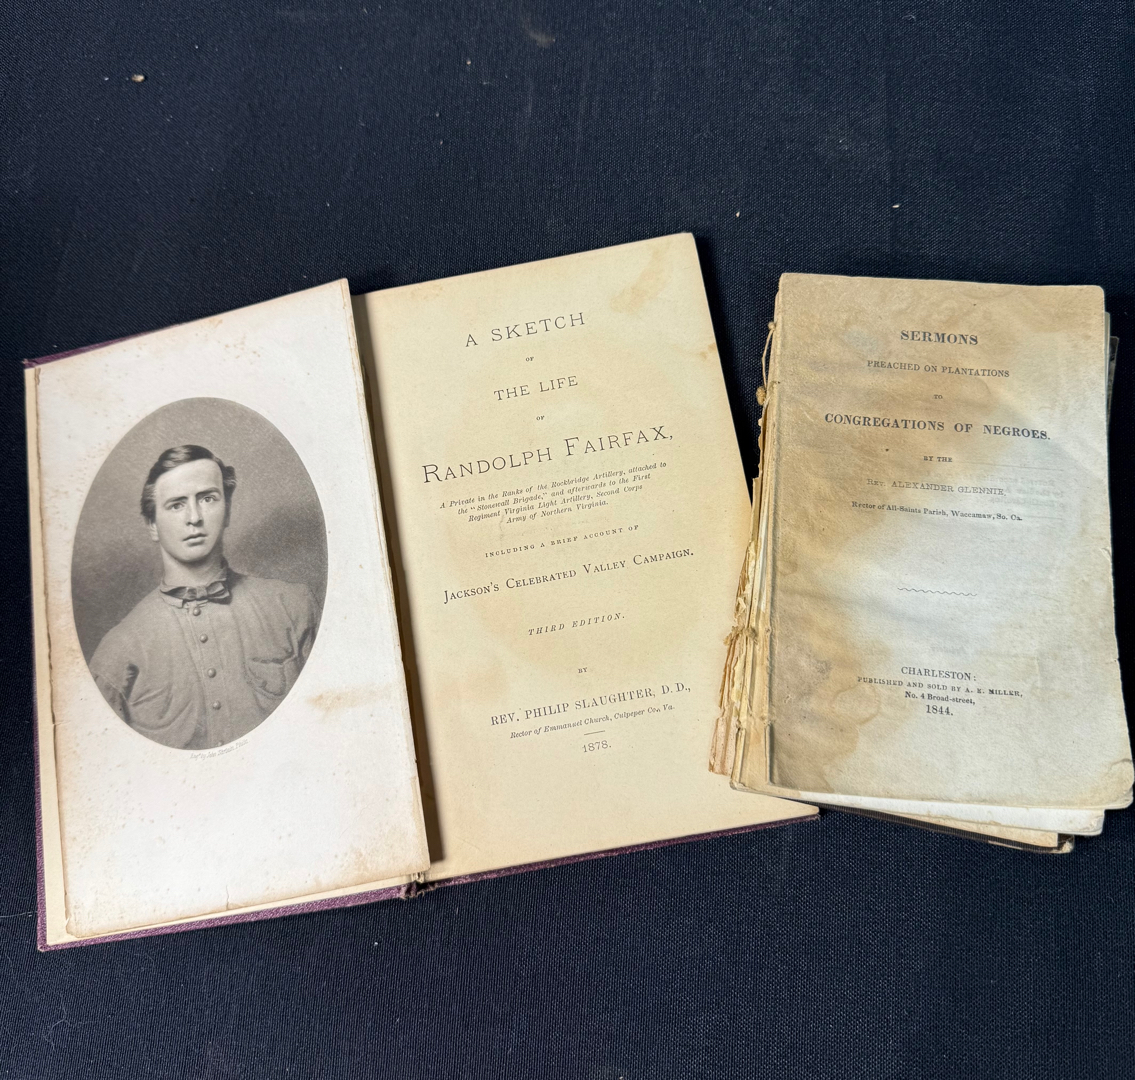 A SKETCH
OF
THE LIFE
OF
RANDOLPH FAIRFAX,
A Private in the Ranks of the Rockbridge Artillery, attached to
the "Stonewall Brigade," and afterwards to the First
Regiment Virginia Light Artillery, Second Corps
Army of Northern Virginia.
INCLUDING A BRIEF ACCOUNT OF
JACKSON'S CELEBRATED VALLEY CAMPAIGN.
THIRD EDITION.
BY
REV. PHILIP SLAUGHTER, D. D.,
Rector of Emmanuel Church, Culpeper Co., Va.
1878.
SERMONS
PREACHED ON PLANTATIONS
TO
CONGREGATIONS OF NEGROES.
BY THE
REV. ALEXANDER GLENNIE,
Rector of All-Saints Parish, Waccamaw, So. Ca.
CHARLESTON:
PUBLISHED AND SOLD BY A. E. MILLER,
No. 4 Broad-street,
1844.